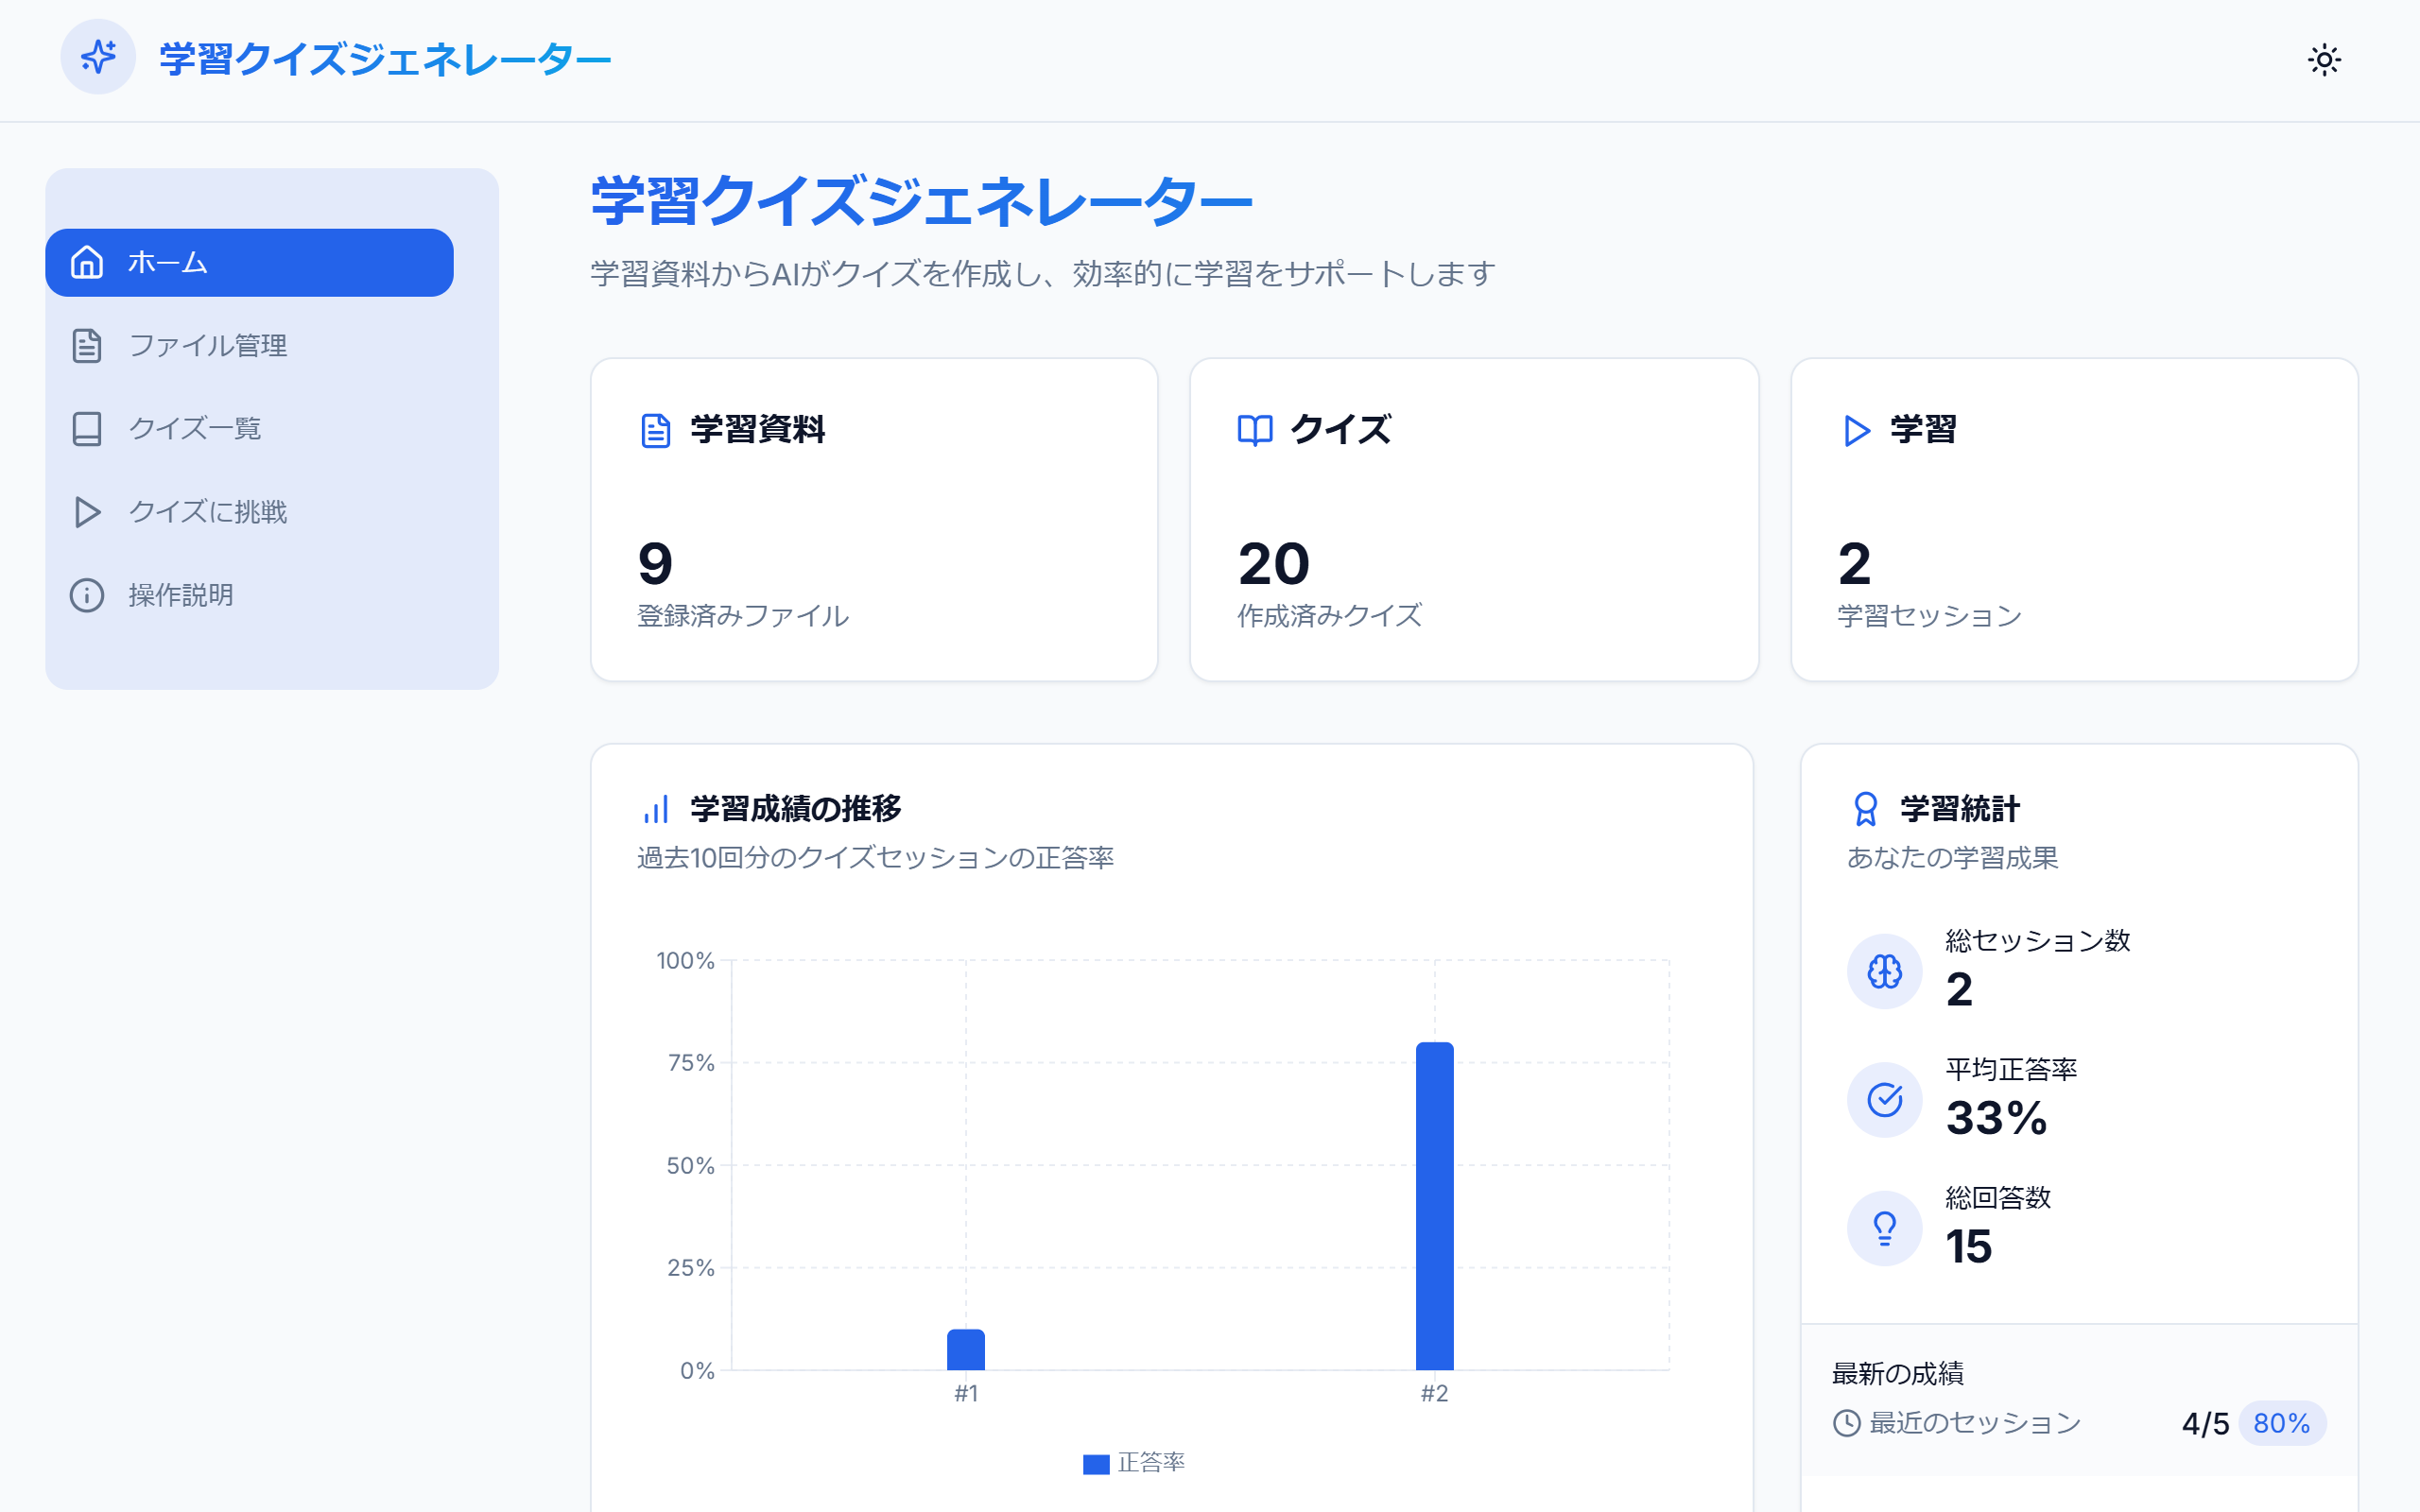 学習クイズジェネレーター
ホーム
ファイル管理
クイズ一覧
クイズに挑戦
操作説明
学習クイズジェネレーター
学習資料からAIがクイズを作成し、効率的に学習をサポートします
学習資料
9
登録済みファイル
クイズ
20
作成済みクイズ
学習
2
学習セッション
学習成績の推移
過去10回分のクイズセッションの正答率
100%
75%
50%
25%
0%
#1
#2
正答率
学習統計
あなたの学習成果
総セッション数
2
平均正答率
33%
総回答数
15
最新の成績
最近のセッション 4/5 80%